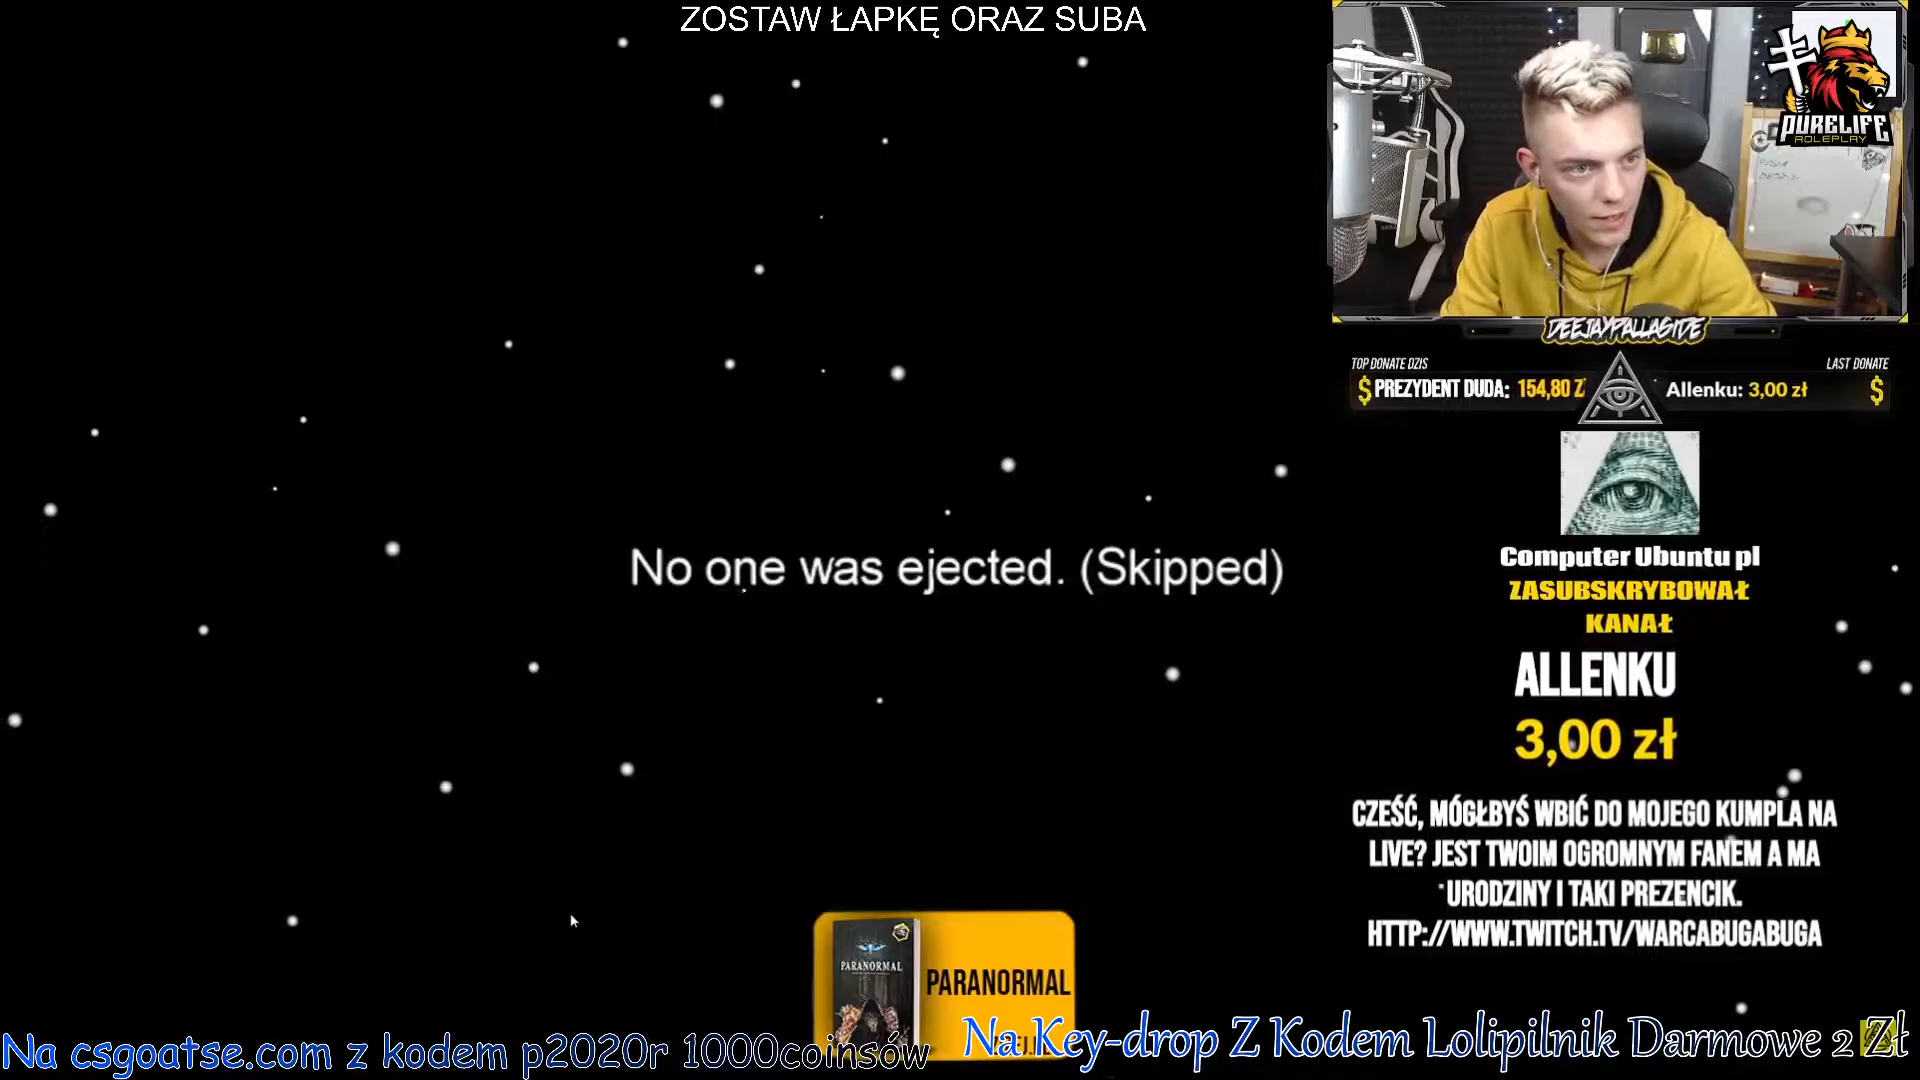 ZOSTAW ŁAPKĘ ORAZ SUBA
PURELIFE
ROLEPLAY
DEEJAYPALLASIDE
TOP DONATE DZIS
LAST DONATE
$ PREZYDENT DUDA: 154,80 Z
Allenku: 3,00 zł $
Computer Ubuntu pl
ZASUBSKRYBOWAŁ
KANAŁ
No one was ejected. (Skipped)
ALLENKU
3,00 zł
CZEŚĆ, MÓGŁBYŚ WBIĆ DO MOJEGO KUMPLA NA
LIVE? JEST TWOIM OGROMNYM FANEM A MA
URODZINY I TAKI PREZENCIK.
HTTP://WWW.TWITCH.TV/WARCABUGABUGA
PARANORMAL
PARANORMAL
Na csgoatse.com z kodem p2020r 1000coinsów
Na Key-drop Z Kodem Lolipilnik Darmowe 2 Zł